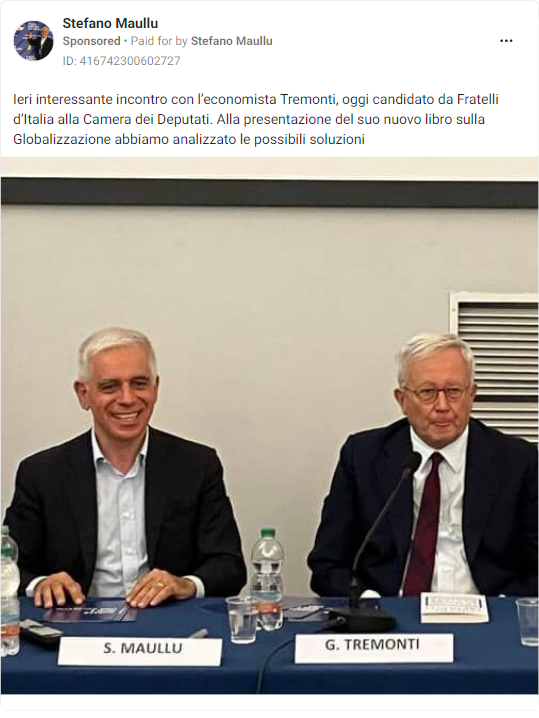 Stefano Maullu
Sponsored • Paid for by Stefano Maullu
ID: 416742300602727
Ieri interessante incontro con l'economista Tremonti, oggi candidato da Fratelli
d'Italia alla Camera dei Deputati. Alla presentazione del suo nuovo libro sulla
Globalizzazione abbiamo analizzato le possibili soluzioni
S. MAULLU
G. TREMONTI